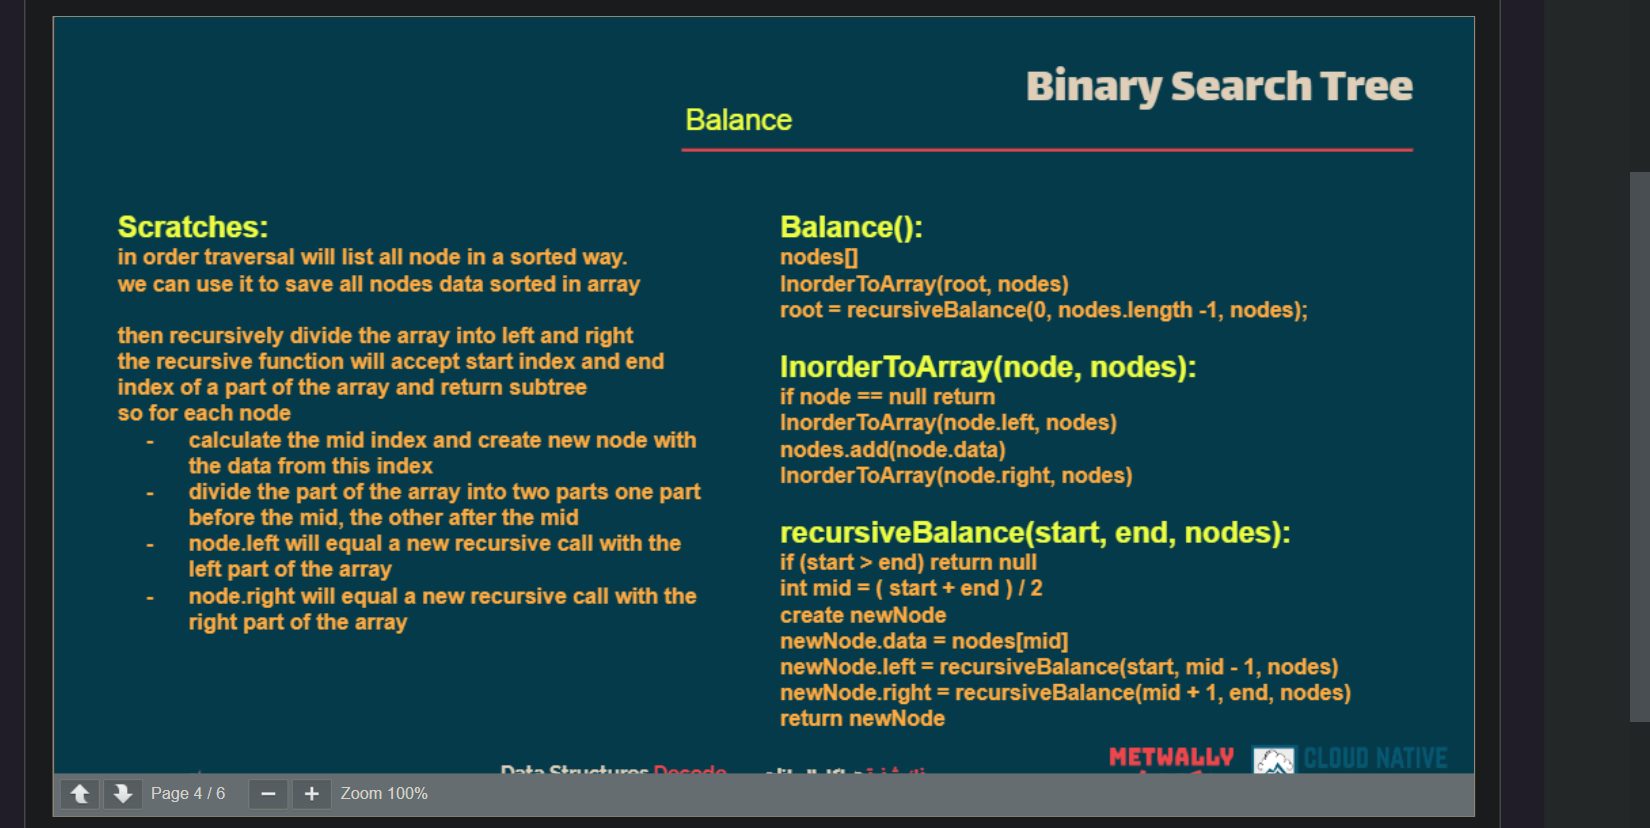 Binary Search Tree
Balance
Scratches:
in order traversal will list all node in a sorted way.
we can use it to save all nodes data sorted in array
then recursively divide the array into left and right
the recursive function will accept start index and end
index of a part of the array and return subtree
so for each node
- calculate the mid index and create new node with
the data from this index
- divide the part of the array into two parts one part
before the mid, the other after the mid
- node.left will equal a new recursive call with the
left part of the array
- node.right will equal a new recursive call with the
right part of the array
Balance():
nodes[]
InorderToArray(root, nodes)
root = recursiveBalance(0, nodes.length -1, nodes);
InorderToArray(node, nodes):
if node == null return
InorderToArray(node.left, nodes)
nodes.add(node.data)
InorderToArray(node.right, nodes)
recursiveBalance(start, end, nodes):
if (start > end) return null
int mid = ( start + end ) / 2
create newNode
newNode.data = nodes[mid]
newNode.left = recursiveBalance(start, mid - 1, nodes)
newNode.right = recursiveBalance(mid + 1, end, nodes)
return newNode
METWALLY
CLOUD NATIVE
Data Structures Decode
Page 4 / 6
Zoom 100%